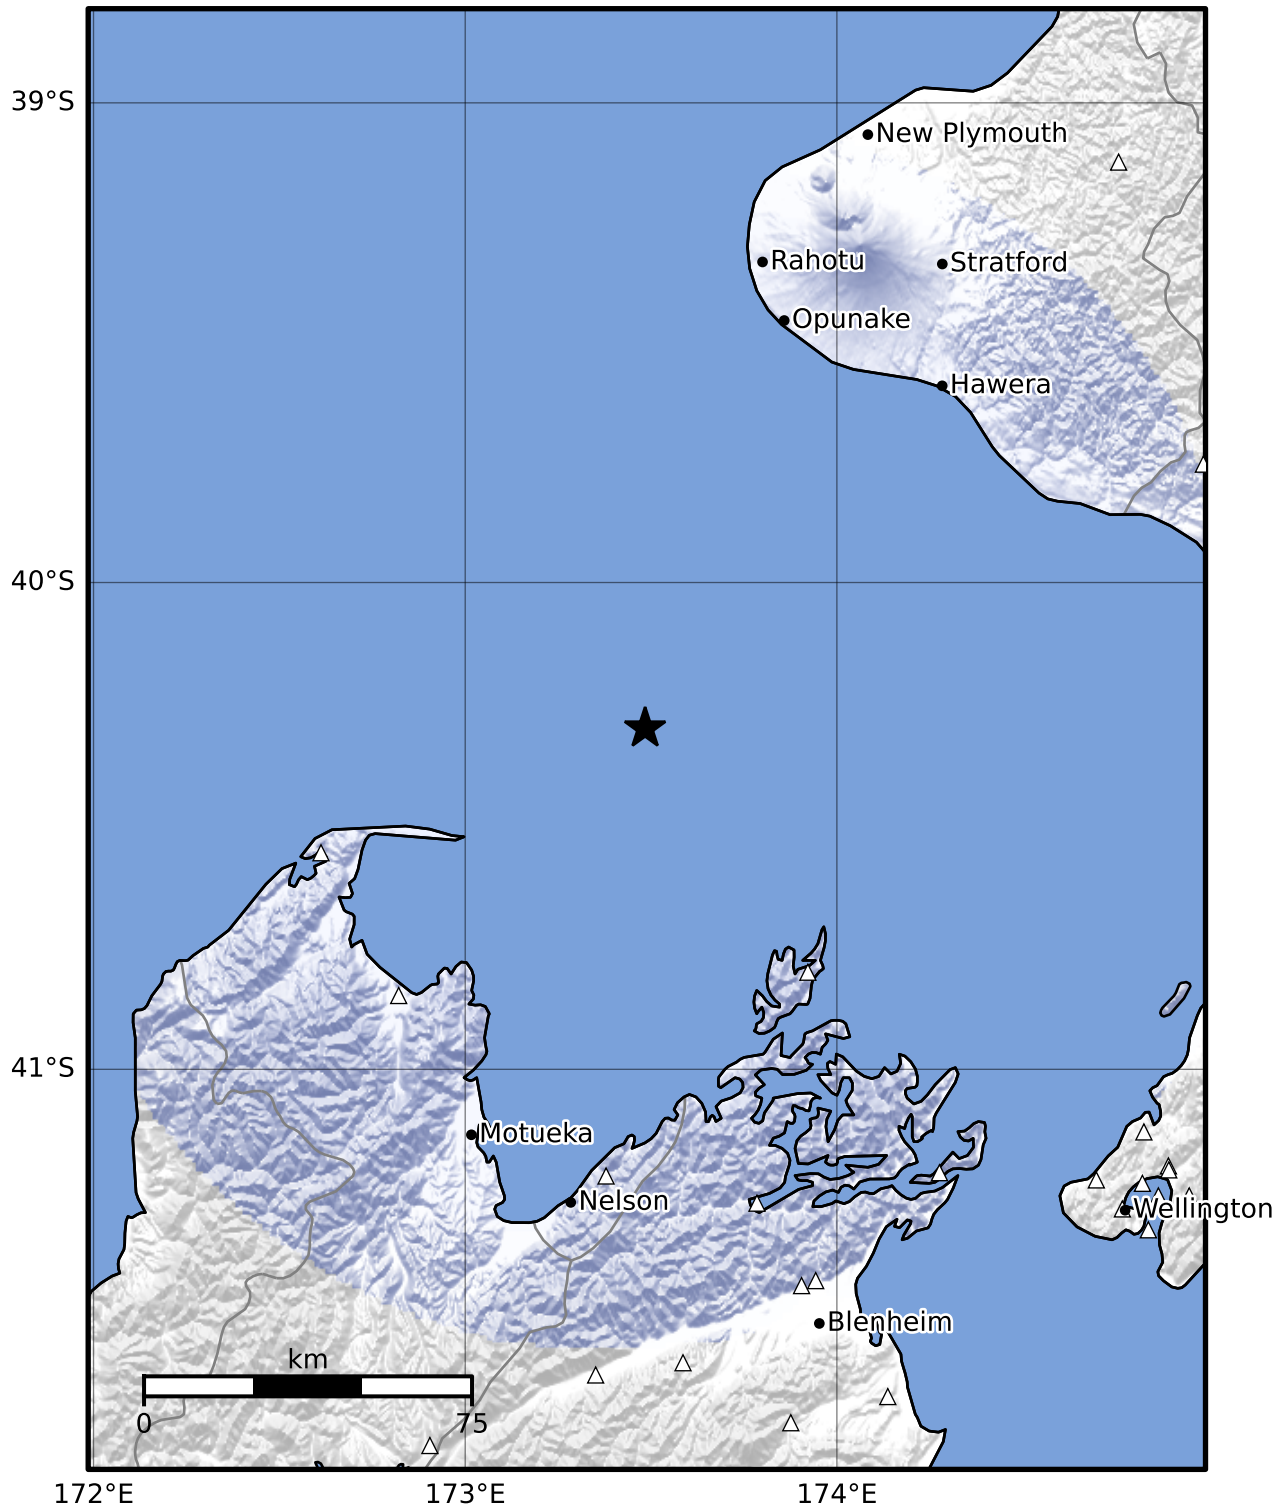 39°S
New Plymouth
Rahotu
Stratford
Opunake
Hawera
40°S
41°S
Motueka
Nelson
Wellington
Blenheim
km
0
75
172°E
173°E
174°E